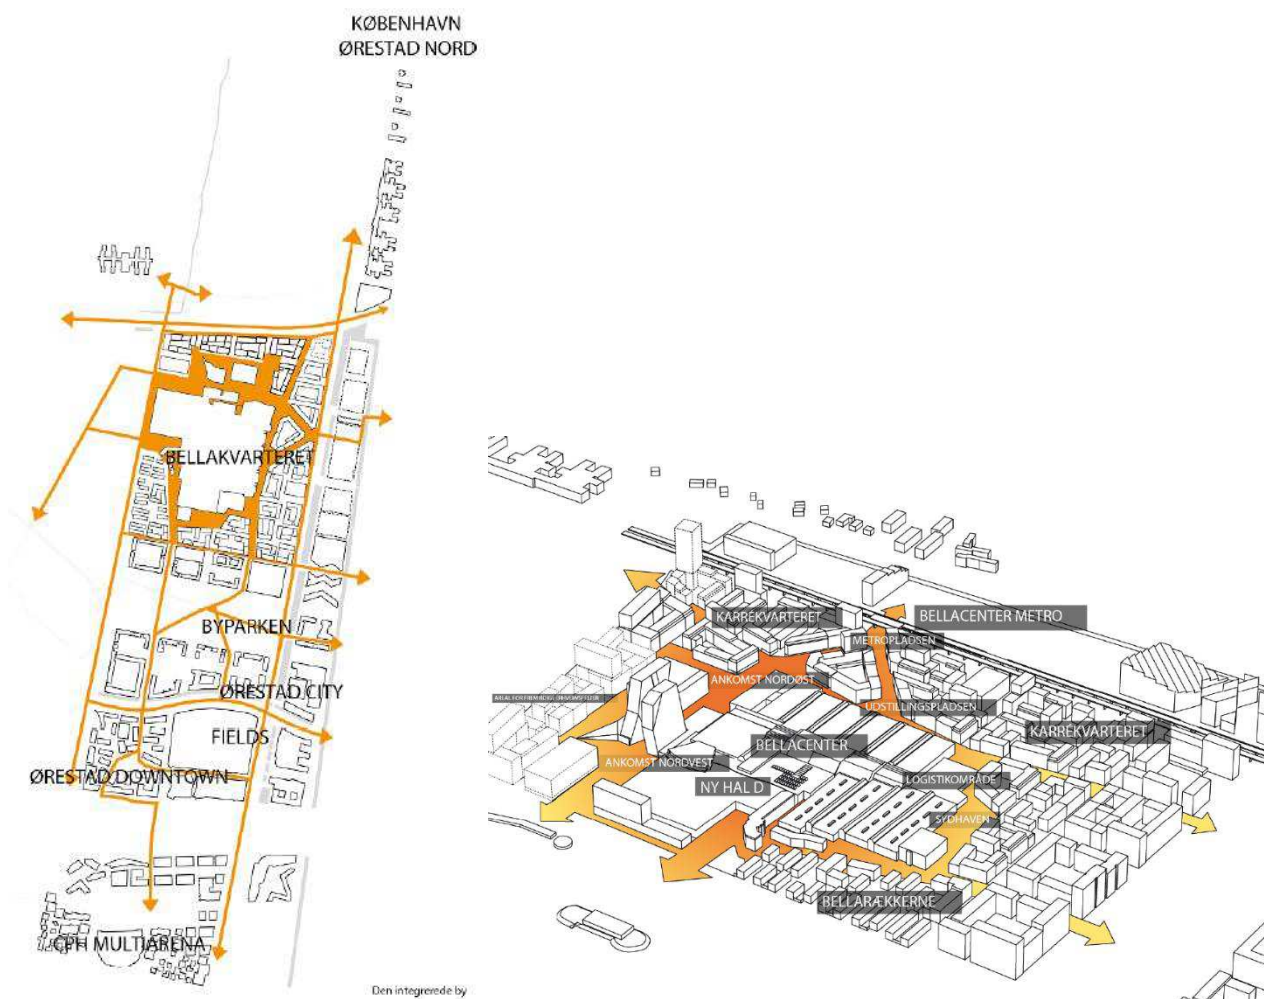 KØBENHAVN
ØRESTAD NORD
BELLAKVARTERET
BYPARKEN
ØRESTAD CITY
FIELDS
ØRESTAD DOWNTOWN
CPH MULTIARENA
Den integrerede by
KARREKVARTERET
BELLACENTER METRO
METROPLADSEN
ANKOMST NORDØST
UDSTILLINGSPLADSEN
KARREKVARTERET
BELLACENTER
ANKOMST NORDVEST
LOGISTIKOMRÅDE
NY HAL D
SYDHAVEN
BELLARÆKKERNE